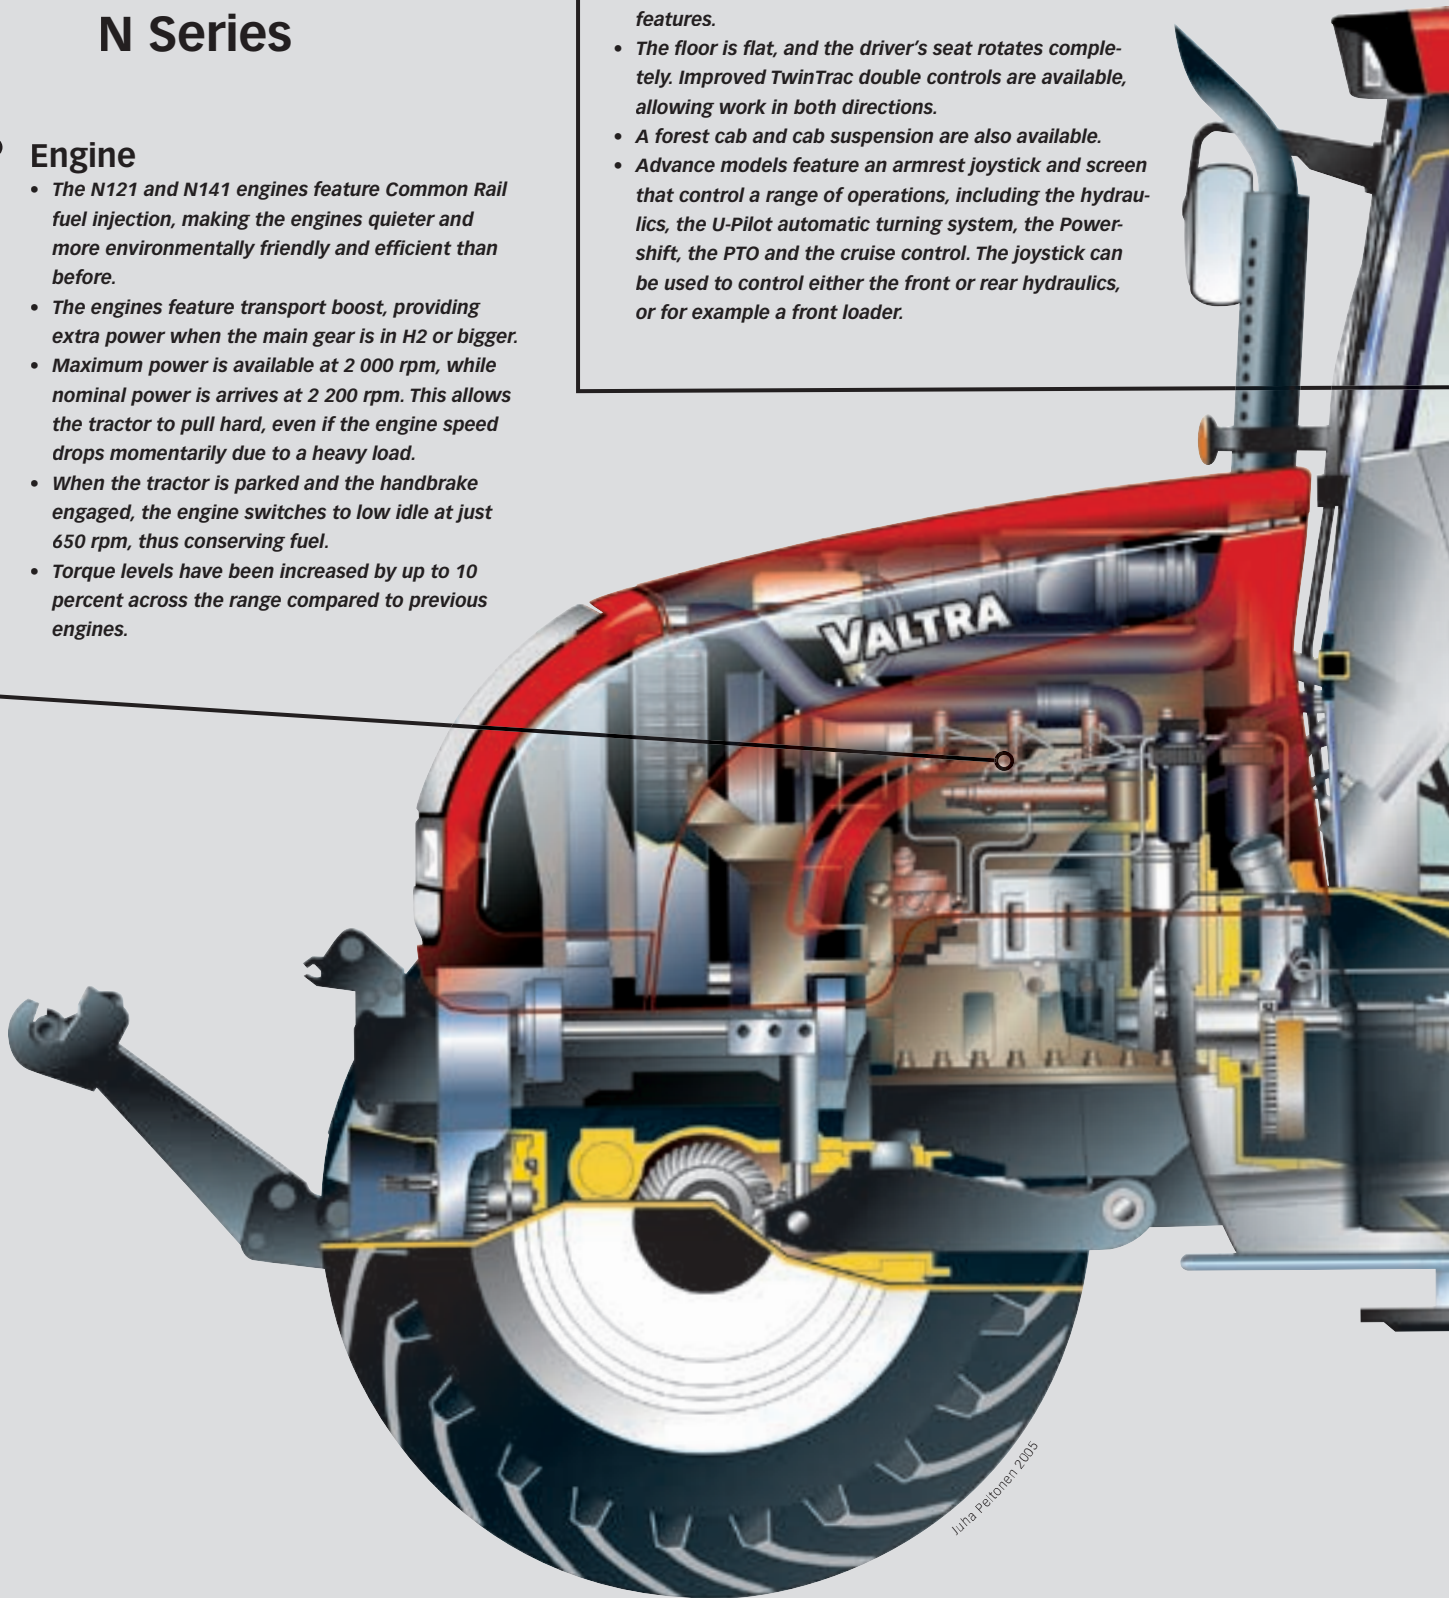 N Series
Engine
• The N121 and N141 engines feature Common Rail
fuel injection, making the engines quieter and
more environmentally friendly and efficient than
before.
• The engines feature transport boost, providing
extra power when the main gear is in H2 or bigger.
• Maximum power is available at 2 000 rpm, while
nominal power is arrives at 2 200 rpm. This allows
the tractor to pull hard, even if the engine speed
drops momentarily due to a heavy load.
• When the tractor is parked and the handbrake
engaged, the engine switches to low idle at just
650 rpm, thus conserving fuel.
• Torque levels have been increased by up to 10
percent across the range compared to previous
engines.
features.
• The floor is flat, and the driver's seat rotates comple-
tely. Improved TwinTrac double controls are available,
allowing work in both directions.
• A forest cab and cab suspension are also available.
• Advance models feature an armrest joystick and screen
that control a range of operations, including the hydrau-
lics, the U-Pilot automatic turning system, the Power-
shift, the PTO and the cruise control. The joystick can
be used to control either the front or rear hydraulics,
or for example a front loader.
VALTRA
Juha Peltonen 2005